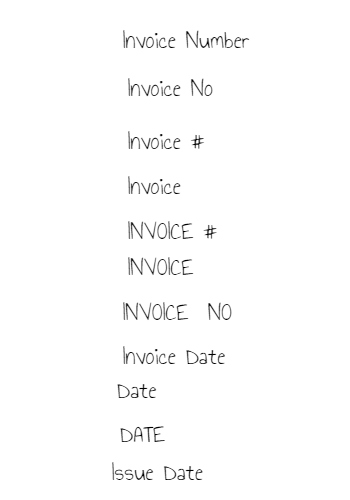 Invoice Number
Invoice No
Invoice #
Invoice
INVOICE #
INVOICE
INVOICE NO
Invoice Date
Date
DATE
Issue Date